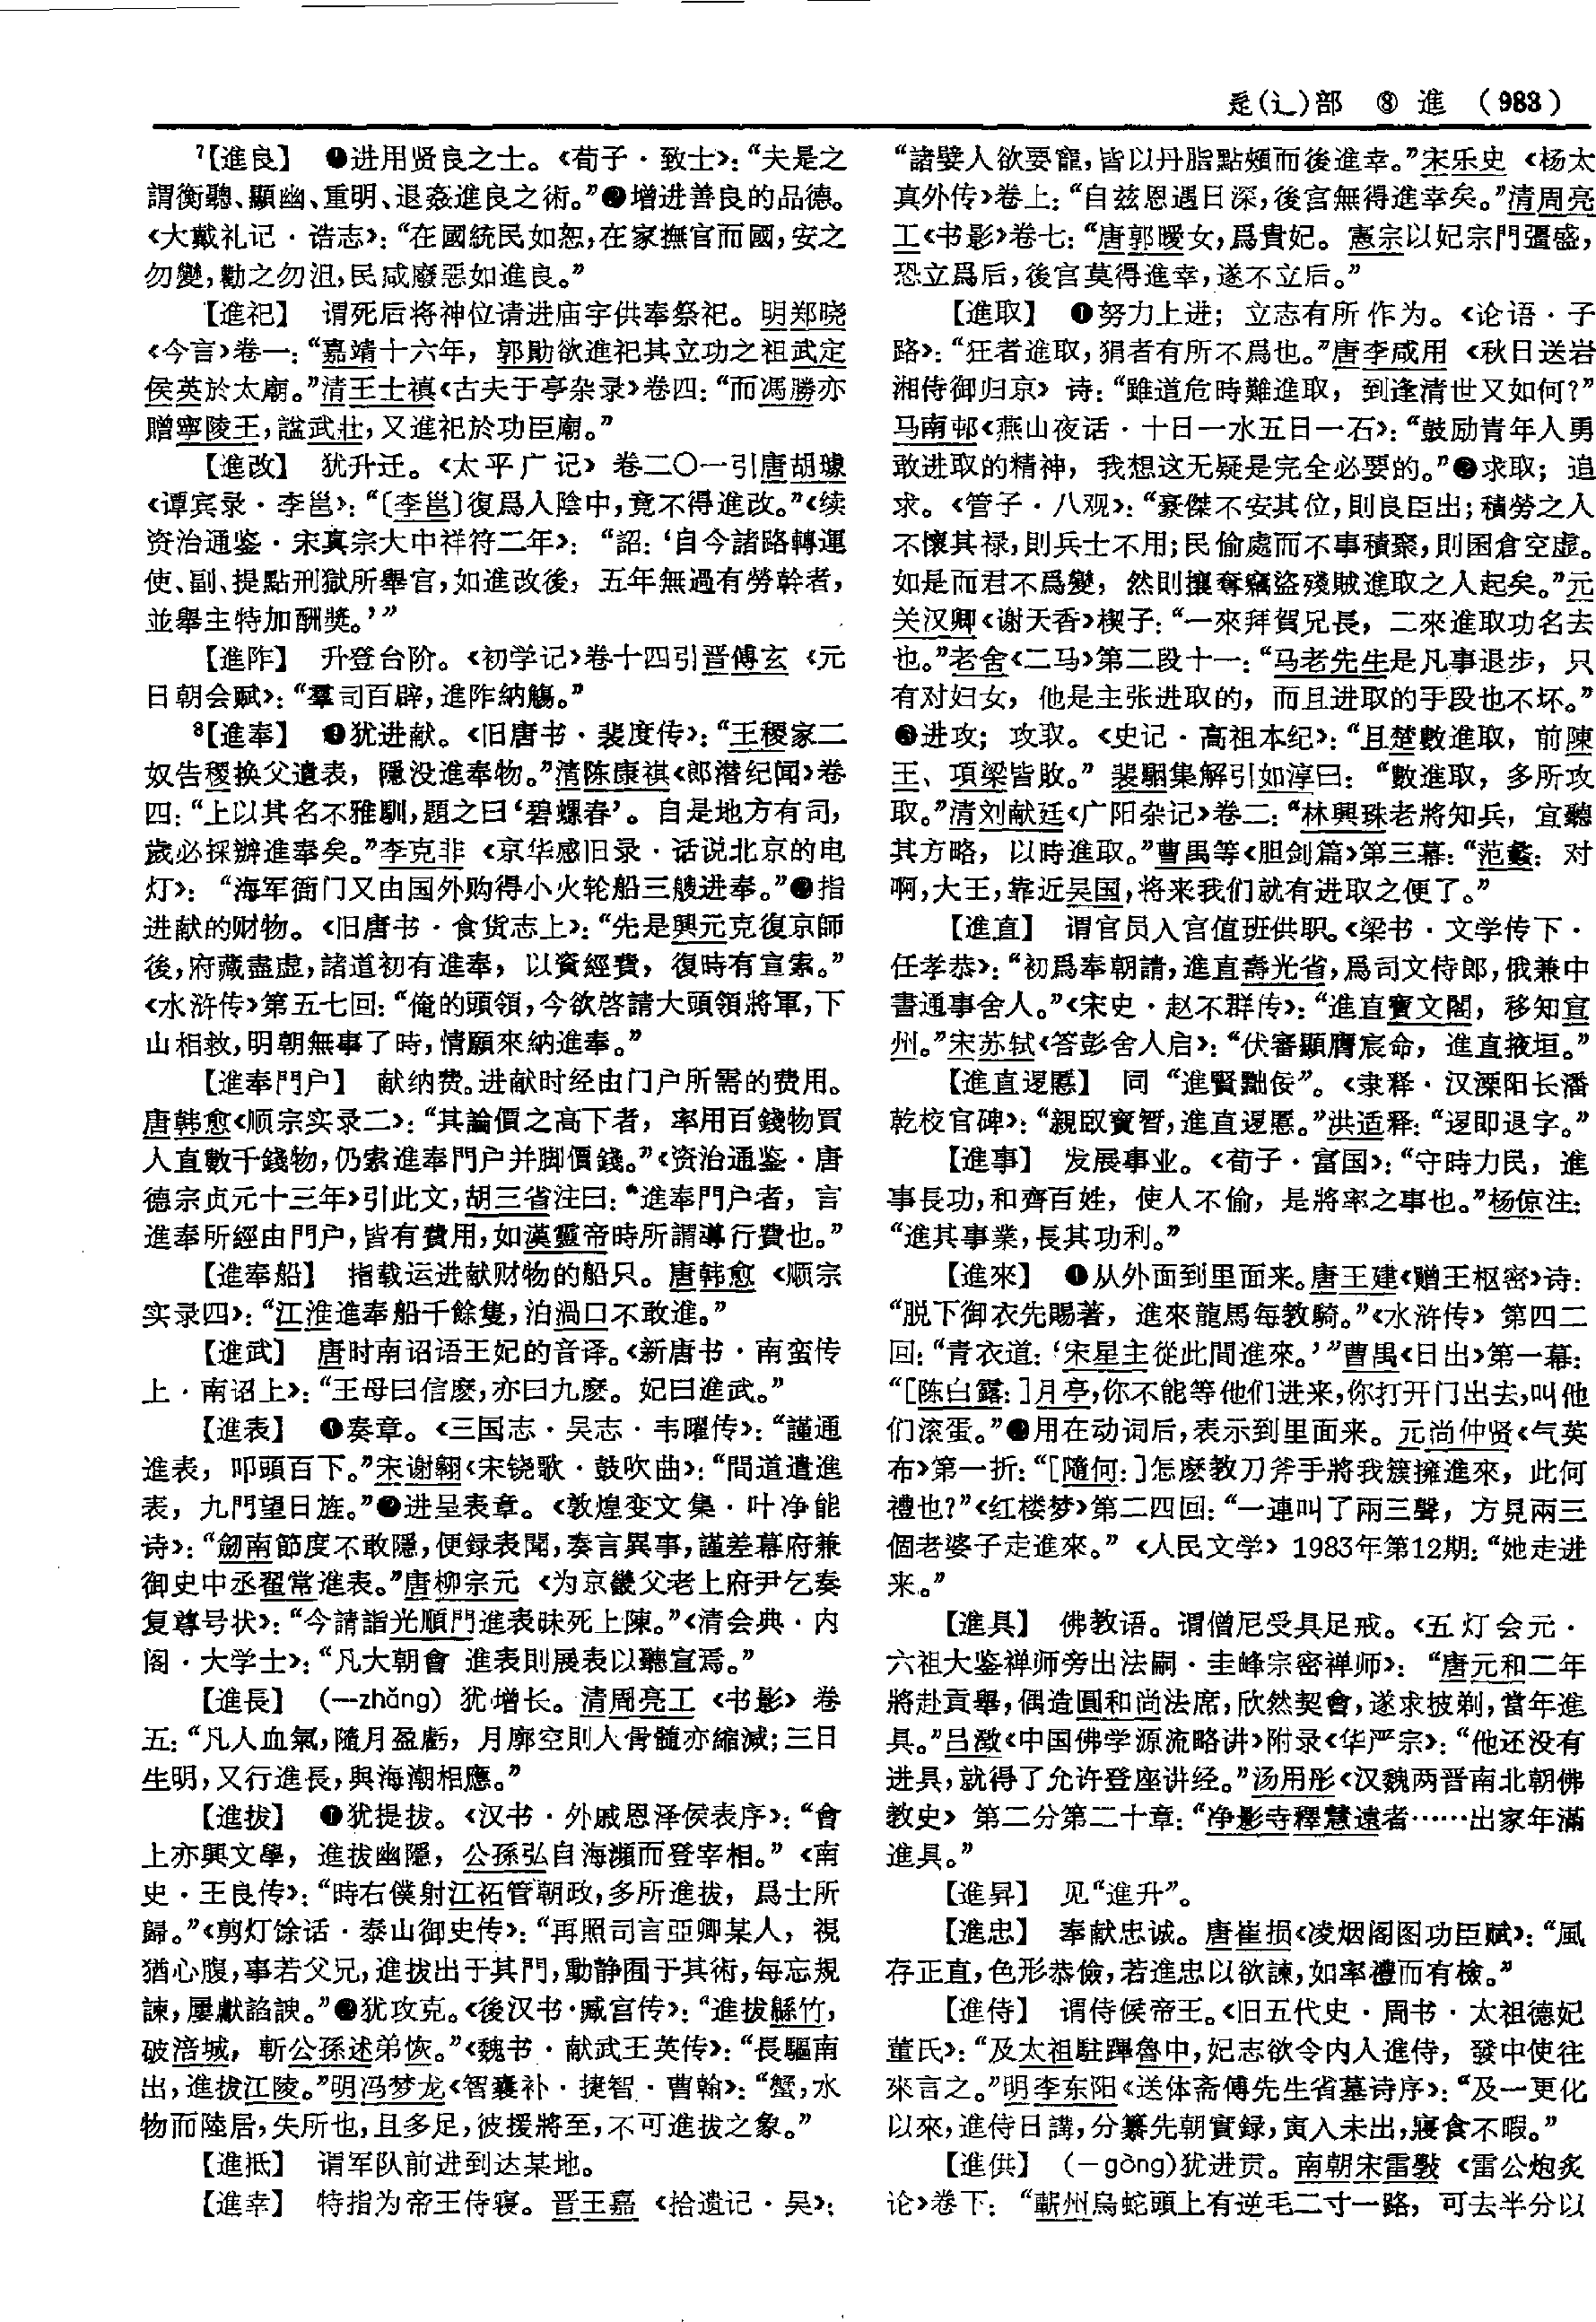 辵(辶)部 ⑧ 進 (983)
⁷【進良】 ❶进用贤良之士。《荀子·致士》：“夫是之
謂衡聽、顯幽、重明、退姦進良之術。”❷增进善良的品德。
《大戴礼记·诰志》：“在國統民如恕，在家撫官而國，安之
勿變，勸之勿沮，民咸廢惡如進良。”
【進祀】 谓死后将神位请进庙宇供奉祭祀。明郑晓
《今言》卷一：“嘉靖十六年，郭勛欲進祀其立功之祖武定
侯英於太廟。”清王士禛《古夫于亭杂录》卷四：“而馮勝亦
贈寧陵王，諡武壯，又進祀於功臣廟。”
【進改】 犹升迁。《太平广记》卷二〇一引唐胡璩
《谭宾录·李邕》：“〔李邕〕復爲人陰中，竟不得進改。”《续
资治通鉴·宋真宗大中祥符二年》：“詔：‘自今諸路轉運
使、副、提點刑獄所舉官，如進改後，五年無過有勞幹者，
並舉主特加酬獎。’”
【進阼】 升登台阶。《初学记》卷十四引晋傅玄《元
日朝会赋》：“羣司百辟，進阼納觴。”
⁸【進奉】 ❶犹进献。《旧唐书·裴度传》：“王稷家二
奴告稷换父遺表，隱没進奉物。”清陈康祺《郎潜纪闻》卷
四：“上以其名不雅馴，題之曰‘碧螺春’。自是地方有司，
歲必採辦進奉矣。”李克非《京华感旧录·话说北京的电
灯》：“海军衙门又由国外购得小火轮船三艘进奉。”❷指
进献的财物。《旧唐书·食货志上》：“先是興元克復京師
後，府藏盡虚，諸道初有進奉，以資經費，復時有宣索。”
《水浒传》第五七回：“俺的頭領，今欲啓請大頭領將軍，下
山相救，明朝無事了時，情願來納進奉。”
【進奉門户】 献纳费。进献时经由门户所需的费用。
唐韩愈《顺宗实录二》：“其論價之高下者，率用百錢物買
人直數千錢物，仍索進奉門户并脚價錢。”《资治通鉴·唐
德宗贞元十三年》引此文，胡三省注曰：“進奉門户者，言
進奉所經由門户，皆有費用，如漢靈帝時所謂導行費也。”
【進奉船】 指载运进献财物的船只。唐韩愈《顺宗
实录四》：“江淮進奉船千餘隻，泊渦口不敢進。”
【進武】 唐时南诏语王妃的音译。《新唐书·南蛮传
上·南诏上》：“王母曰信麽，亦曰九麽。妃曰進武。”
【進表】 ❶奏章。《三国志·吴志·韦曜传》：“謹通
進表，叩頭百下。”宋谢翱《宋铙歌·鼓吹曲》：“間道遣進
表，九門望日旌。”❷进呈表章。《敦煌变文集·叶净能
诗》：“劒南節度不敢隱，便録表聞，奏言異事，謹差幕府兼
御史中丞翟常進表。”唐柳宗元《为京畿父老上府尹乞奏
复尊号状》：“今請詣光順門進表昧死上陳。”《清会典·内
阁·大学士》：“凡大朝會 進表則展表以聽宣焉。”
【進長】 (—zhǎng) 犹增长。清周亮工《书影》卷
五：“凡人血氣，隨月盈虧，月廓空則人骨髓亦縮減；三日
生明，又行進長，與海潮相應。”
【進拔】 ❶犹提拔。《汉书·外戚恩泽侯表序》：“會
上亦興文學，進拔幽隱，公孫弘自海瀕而登宰相。”《南
史·王良传》：“時右僕射江祏管朝政，多所進拔，爲士所
歸。”《剪灯馀话·泰山御史传》：“再照司言亞卿某人，視
猶心腹，事若父兄，進拔出于其門，動静囿于其術，每忘規
諫，屢獻諂諛。”❷犹攻克。《後汉书·臧宫传》：“進拔緜竹，
破涪城，斬公孫述弟恢。”《魏书·献武王英传》：“長驅南
出，進拔江陵。”明冯梦龙《智囊补·捷智·曹翰》：“蟹，水
物而陸居，失所也，且多足，彼援將至，不可進拔之象。”
【進抵】 谓军队前进到达某地。
【進幸】 特指为帝王侍寝。晋王嘉《拾遗记·吴》：
“諸嬖人欲要寵，皆以丹脂點頰而後進幸。”宋乐史《杨太
真外传》卷上：“自兹恩遇日深，後宫無得進幸矣。”清周亮
工《书影》卷七：“唐郭曖女，爲貴妃。憲宗以妃宗門彊盛，
恐立爲后，後宫莫得進幸，遂不立后。”
【進取】 ❶努力上进；立志有所作为。《论语·子
路》：“狂者進取，狷者有所不爲也。”唐李咸用《秋日送岩
湘侍御归京》诗：“雖道危時難進取，到逢清世又如何？”
马南邨《燕山夜话·十日一水五日一石》：“鼓励青年人勇
敢进取的精神，我想这无疑是完全必要的。”❷求取；追
求。《管子·八观》：“豪傑不安其位，則良臣出；積勞之人
不懷其禄，則兵士不用；民偷處而不事積聚，則囷倉空虚。
如是而君不爲變，然則攘奪竊盜殘賊進取之人起矣。”元
关汉卿《谢天香》楔子：“一來拜賀兄長，二來進取功名去
也。”老舍《二马》第二段十一：“马老先生是凡事退步，只
有对妇女，他是主张进取的，而且进取的手段也不坏。”
❸进攻；攻取。《史记·高祖本纪》：“且楚數進取，前陳
王、項梁皆敗。” 裴駰集解引如淳曰：“數進取，多所攻
取。”清刘献廷《广阳杂记》卷二：“林興珠老將知兵，宜聽
其方略，以時進取。”曹禺等《胆剑篇》第三幕：“范蠡：对
啊，大王，靠近吴国，将来我们就有进取之便了。”
【進直】 谓官员入宫值班供职。《梁书·文学传下·
任孝恭》：“初爲奉朝請，進直壽光省，爲司文侍郎，俄兼中
書通事舍人。”《宋史·赵不群传》：“進直寶文閣，移知宣
州。”宋苏轼《答彭舍人启》：“伏審顯膺宸命，進直掖垣。”
【進直逻慝】 同“進賢黜佞”。《隶释·汉溧阳长潘
乾校官碑》：“親臤寶智，進直逻慝。”洪适释：“逻即退字。”
【進事】 发展事业。《荀子·富国》：“守時力民，進
事長功，和齊百姓，使人不偷，是將率之事也。”杨倞注：
“進其事業，長其功利。”
【進來】 ❶从外面到里面来。唐王建《赠王枢密》诗：
“脱下御衣先賜著，進來龍馬每教騎。”《水浒传》第四二
回：“青衣道：‘宋星主從此間進來。’”曹禺《日出》第一幕：
“[陈白露：]月亭，你不能等他们进来，你打开门出去，叫他
们滚蛋。”❷用在动词后，表示到里面来。元尚仲贤《气英
布》第一折：“[隨何：]怎麽教刀斧手將我簇擁進來，此何
禮也？”《红楼梦》第二四回：“一連叫了兩三聲，方見兩三
個老婆子走進來。”《人民文学》1983年第12期：“她走进
来。”
【進具】 佛教语。谓僧尼受具足戒。《五灯会元·
六祖大鉴禅师旁出法嗣·圭峰宗密禅师》：“唐元和二年
將赴貢舉，偶造圓和尚法席，欣然契會，遂求披剃，當年進
具。”吕澂《中国佛学源流略讲》附录《华严宗》：“他还没有
进具，就得了允许登座讲经。”汤用彤《汉魏两晋南北朝佛
教史》第二分第二十章：“净影寺釋慧遠者……出家年滿
進具。”
【進昇】 见“進升”。
【進忠】 奉献忠诚。唐崔损《凌烟阁图功臣赋》：“風
存正直，色形恭儉，若進忠以欲諫，如率禮而有檢。”
【進侍】 谓侍候帝王。《旧五代史·周书·太祖德妃
董氏》：“及太祖駐蹕魯中，妃志欲令内人進侍，發中使往
來言之。”明李东阳《送体斋傅先生省墓诗序》：“及一更化
以來，進侍日講，分纂先朝實録，寅入未出，寢食不暇。”
【進供】 (—gòng)犹进贡。南朝宋雷斅《雷公炮炙
论》卷下：“蘄州烏蛇頭上有逆毛二寸一路，可去半分以